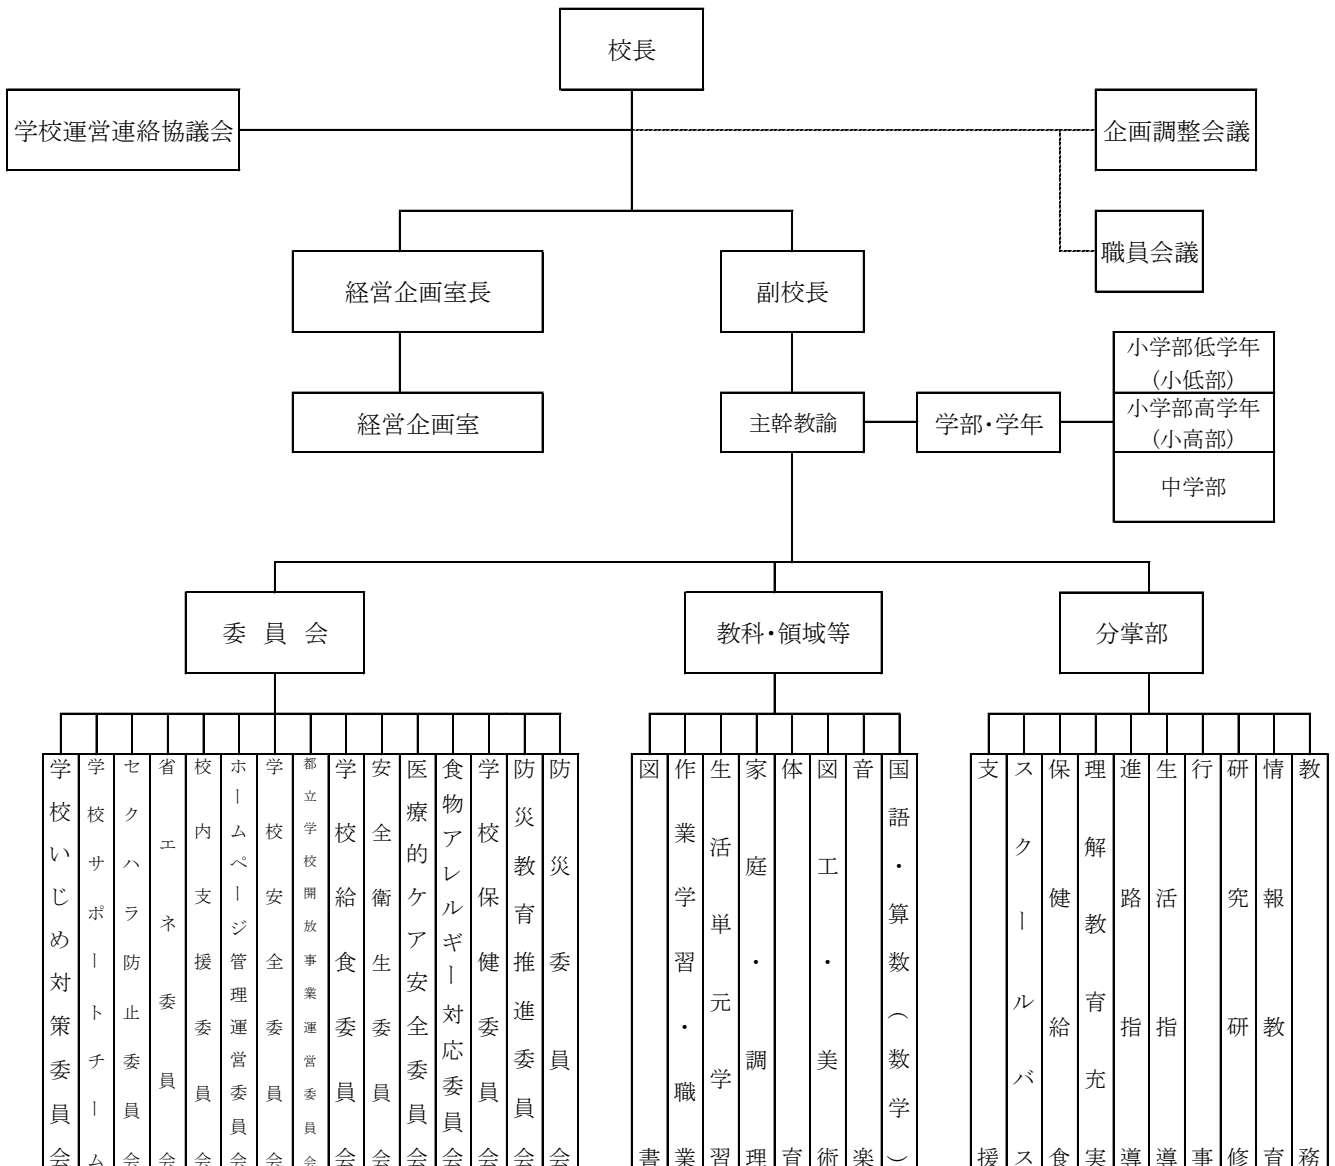 校長
学校運営連絡協議会
企画調整会議
職員会議
経営企画室長
副校長
小学部低学年
(小低部)
経営企画室
主幹教諭
学部・学年
小学部高学年
(小高部)
中学部
委 員 会
教科・領域等
分掌部
学校いじめ対策委員会
学校サポートチーム
セクハラ防止委員会
省エネ委員会
校内支援委員会
ホームページ管理運営委員会
学校安全委員会
都立学校開放事業運営委員会
学校給食委員会
安全衛生委員会
医療的ケア安全委員会
食物アレルギー対応委員会
学校保健委員会
防災教育推進委員会
防災委員会
図書
作業学習・職業
生活単元学習
家庭・調理
体育
図工・美術
音楽
国語・算数(数学)
支援
スクールバス
保健給食
理解教育充実
進路指導
生活指導
行事
研究研修
情報教育
教務